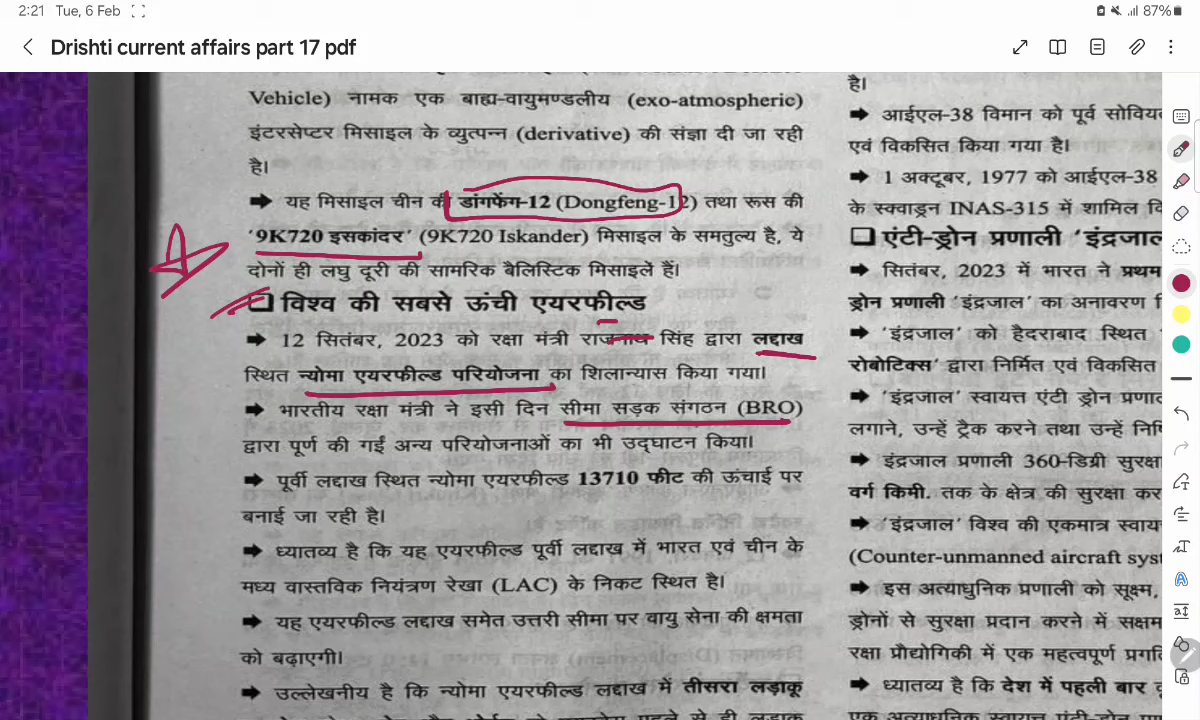 2:21 Tue, 6 Feb
87%
Drishti current affairs part 17 pdf
Vehicle) नामक एक बाह्य-वायुमण्डलीय (exo-atmospheric)
इंटरसेप्टर मिसाइल के व्युत्पन्न (derivative) की संज्ञा दी जा रही
है।
➡ यह मिसाइल चीन की डांगफेंग-12 (Dongfeng-12) तथा रूस की
'9K720 इसकांदर' (9K720 Iskander) मिसाइल के समतुल्य है, ये
दोनों ही लघु दूरी की सामरिक बैलिस्टिक मिसाइलें हैं।
❑ विश्व की सबसे ऊंची एयरफील्ड
➡ 12 सितंबर, 2023 को रक्षा मंत्री राजनाथ सिंह द्वारा लद्दाख
स्थित न्योमा एयरफील्ड परियोजना का शिलान्यास किया गया।
➡ भारतीय रक्षा मंत्री ने इसी दिन सीमा सड़क संगठन (BRO)
द्वारा पूर्ण की गईं अन्य परियोजनाओं का भी उद्घाटन किया।
➡ पूर्वी लद्दाख स्थित न्योमा एयरफील्ड 13710 फीट की ऊंचाई पर
बनाई जा रही है।
➡ ध्यातव्य है कि यह एयरफील्ड पूर्वी लद्दाख में भारत एवं चीन के
मध्य वास्तविक नियंत्रण रेखा (LAC) के निकट स्थित है।
➡ यह एयरफील्ड लद्दाख समेत उत्तरी सीमा पर वायु सेना की क्षमता
को बढ़ाएगी।
➡ उल्लेखनीय है कि न्योमा एयरफील्ड लद्दाख में तीसरा लड़ाकू
है।
➡ आईएल-38 विमान को पूर्व सोविय
एवं विकसित किया गया है।
➡ 1 अक्टूबर, 1977 को आईएल-38
के स्क्वाड्रन INAS-315 में शामिल कि
❑ एंटी-ड्रोन प्रणाली 'इंद्रजाल
➡ सितंबर, 2023 में भारत ने प्रथम
ड्रोन प्रणाली 'इंद्रजाल' का अनावरण
➡ 'इंद्रजाल' को हैदराबाद स्थित
रोबोटिक्स' द्वारा निर्मित एवं विकसित
➡ 'इंद्रजाल' स्वायत्त एंटी ड्रोन प्रणा
लगाने, उन्हें ट्रैक करने तथा उन्हें
➡ इंद्रजाल प्रणाली 360-डिग्री सुरक्षा
वर्ग किमी. तक के क्षेत्र की सुरक्षा कर
➡ 'इंद्रजाल' विश्व की एकमात्र स्वाय
(Counter-unmanned aircraft syst
➡ इस अत्याधुनिक प्रणाली को सूक्ष्म,
ड्रोनों से सुरक्षा प्रदान करने में सक्षम
रक्षा प्रौद्योगिकी में एक महत्वपूर्ण प्रगति
➡ ध्यातव्य है कि देश में पहली बार